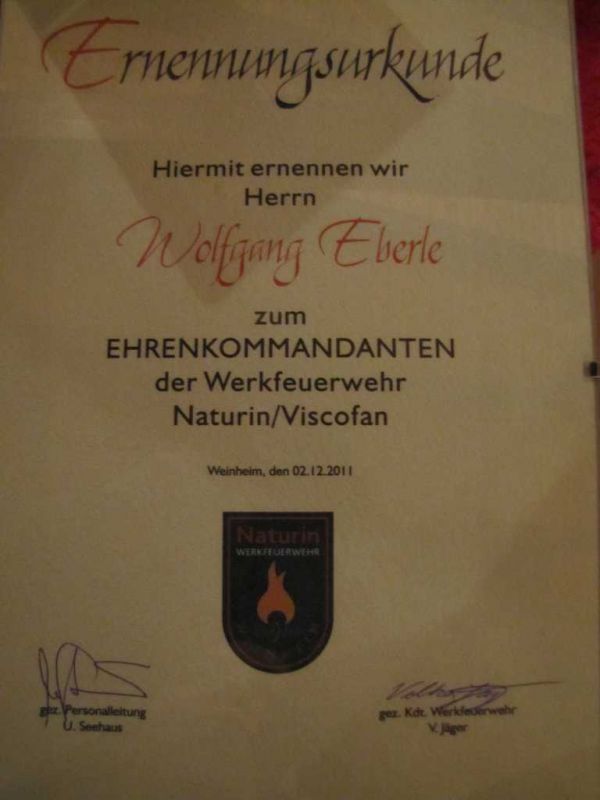 Ernennungsurkunde
Hiermit ernennen wir
Herrn
Wolfgang Eberle
zum
EHRENKOMMANDANTEN
der Werkfeuerwehr
Naturin/Viscofan
Weinheim, den 02.12.2011
Naturin
WERKFEUERWEHR
gez. Personalleitung
U. Seehaus
gez. Kdt. Werkfeuerwehr
V. Jäger